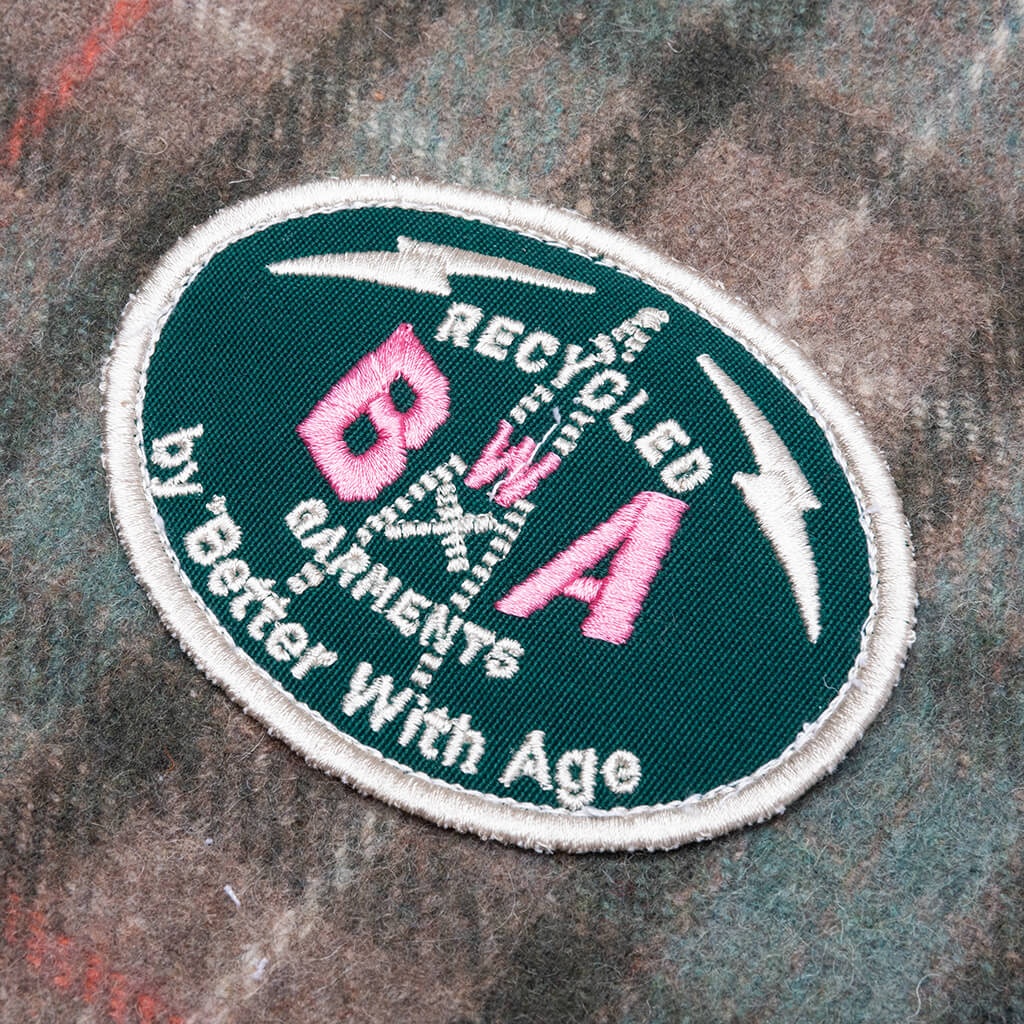 RECYCLED
BWA
GARMENTS
by Better With Age